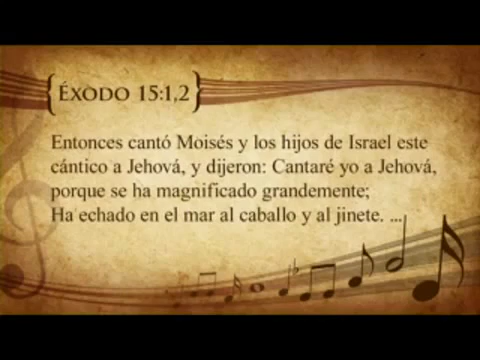 {ÉXODO 15:1,2}
Entonces cantó Moisés y los hijos de Israel este
cántico a Jehová, y dijeron: Cantaré yo a Jehová,
porque se ha magnificado grandemente;
Ha echado en el mar al caballo y al jinete. ...